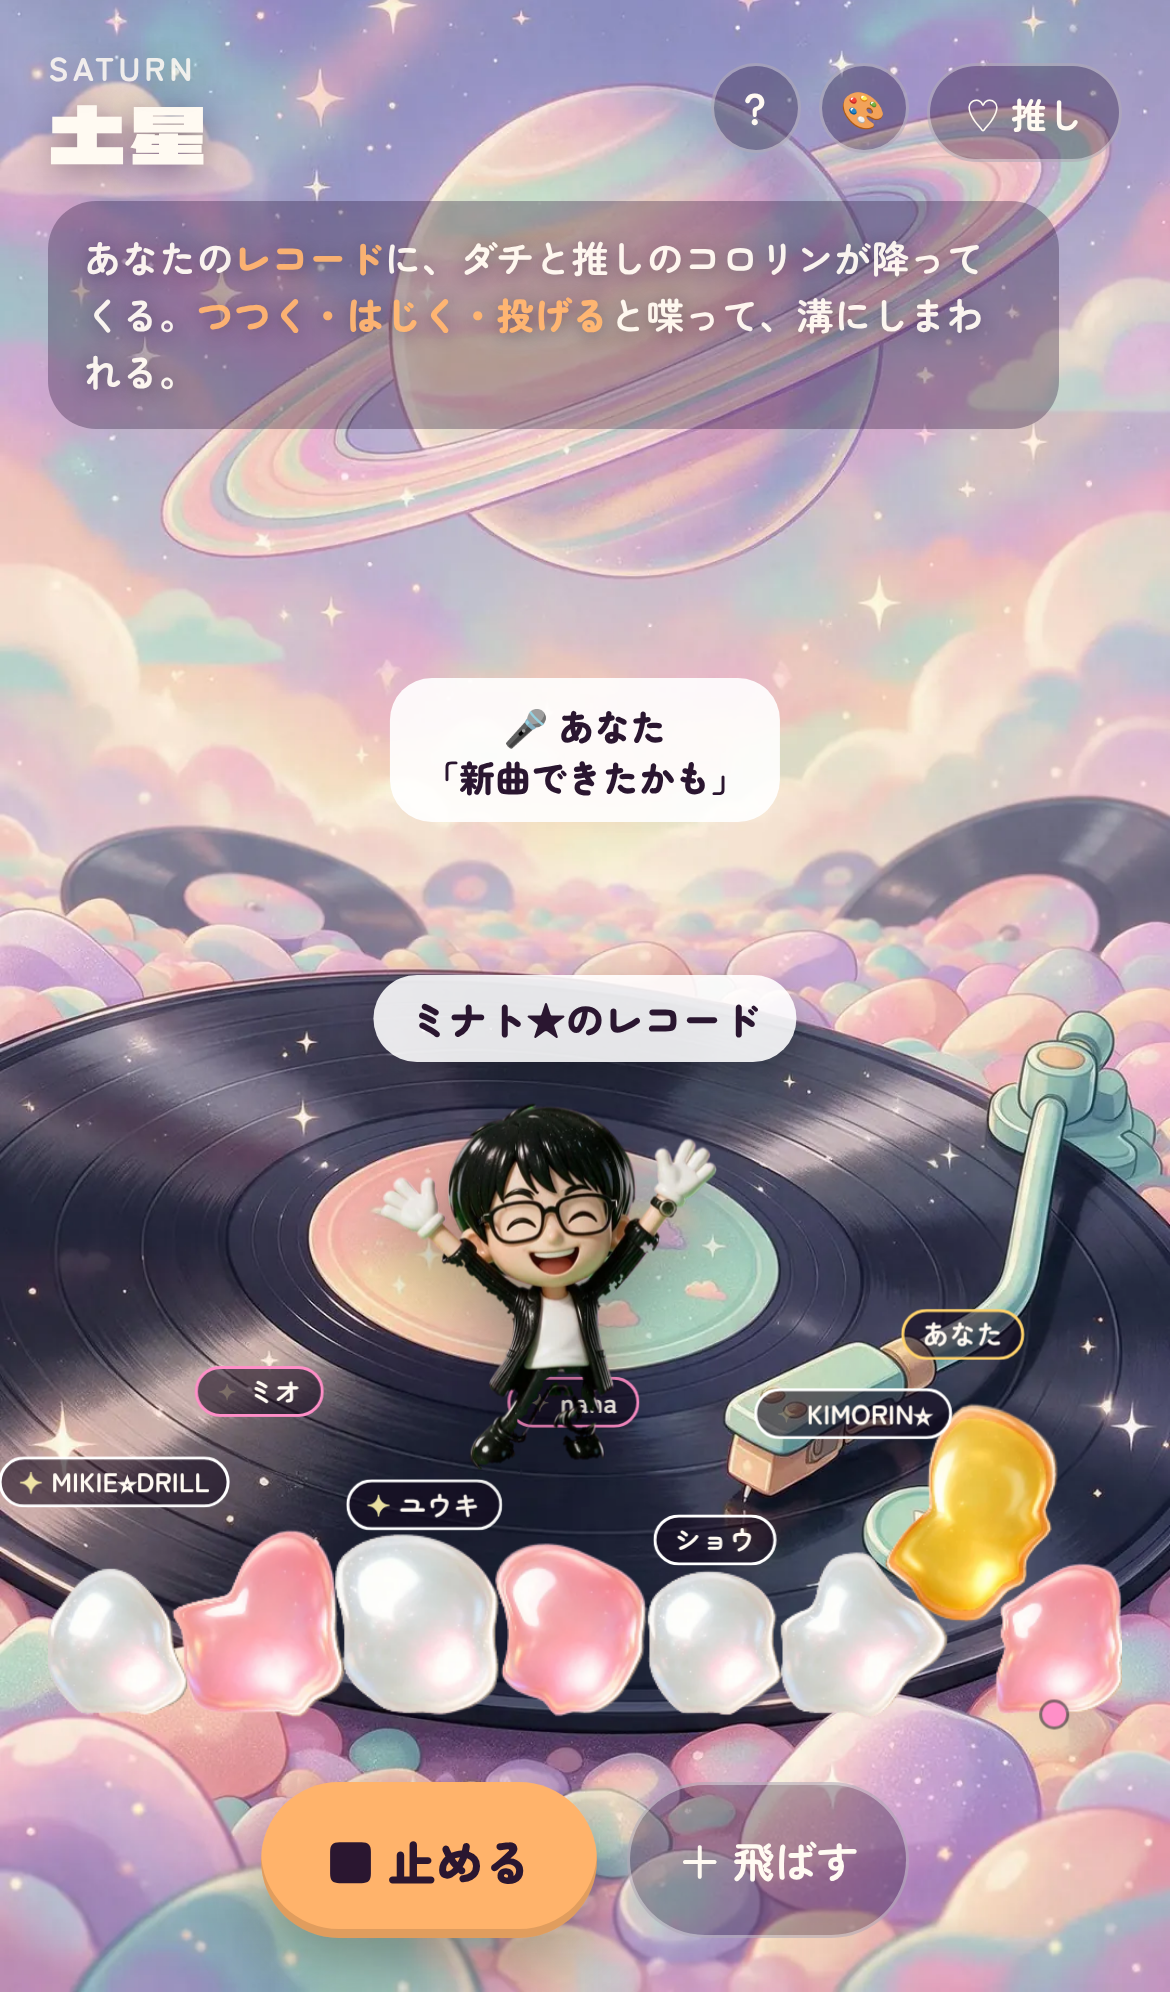 SATURN
土星
?
♡ 推し
あなたのレコードに、ダチと推しのコロリンが降って
くる。つつく・はじく・投げると喋って、溝にしまわ
れる。
🎤 あなた
「新曲できたかも」
ミナト★のレコード
あなた
ミオ
nana
KIMORIN☆
✦ MIKIE☆DRILL
✦ ユウキ
ショウ
■ 止める
＋ 飛ばす